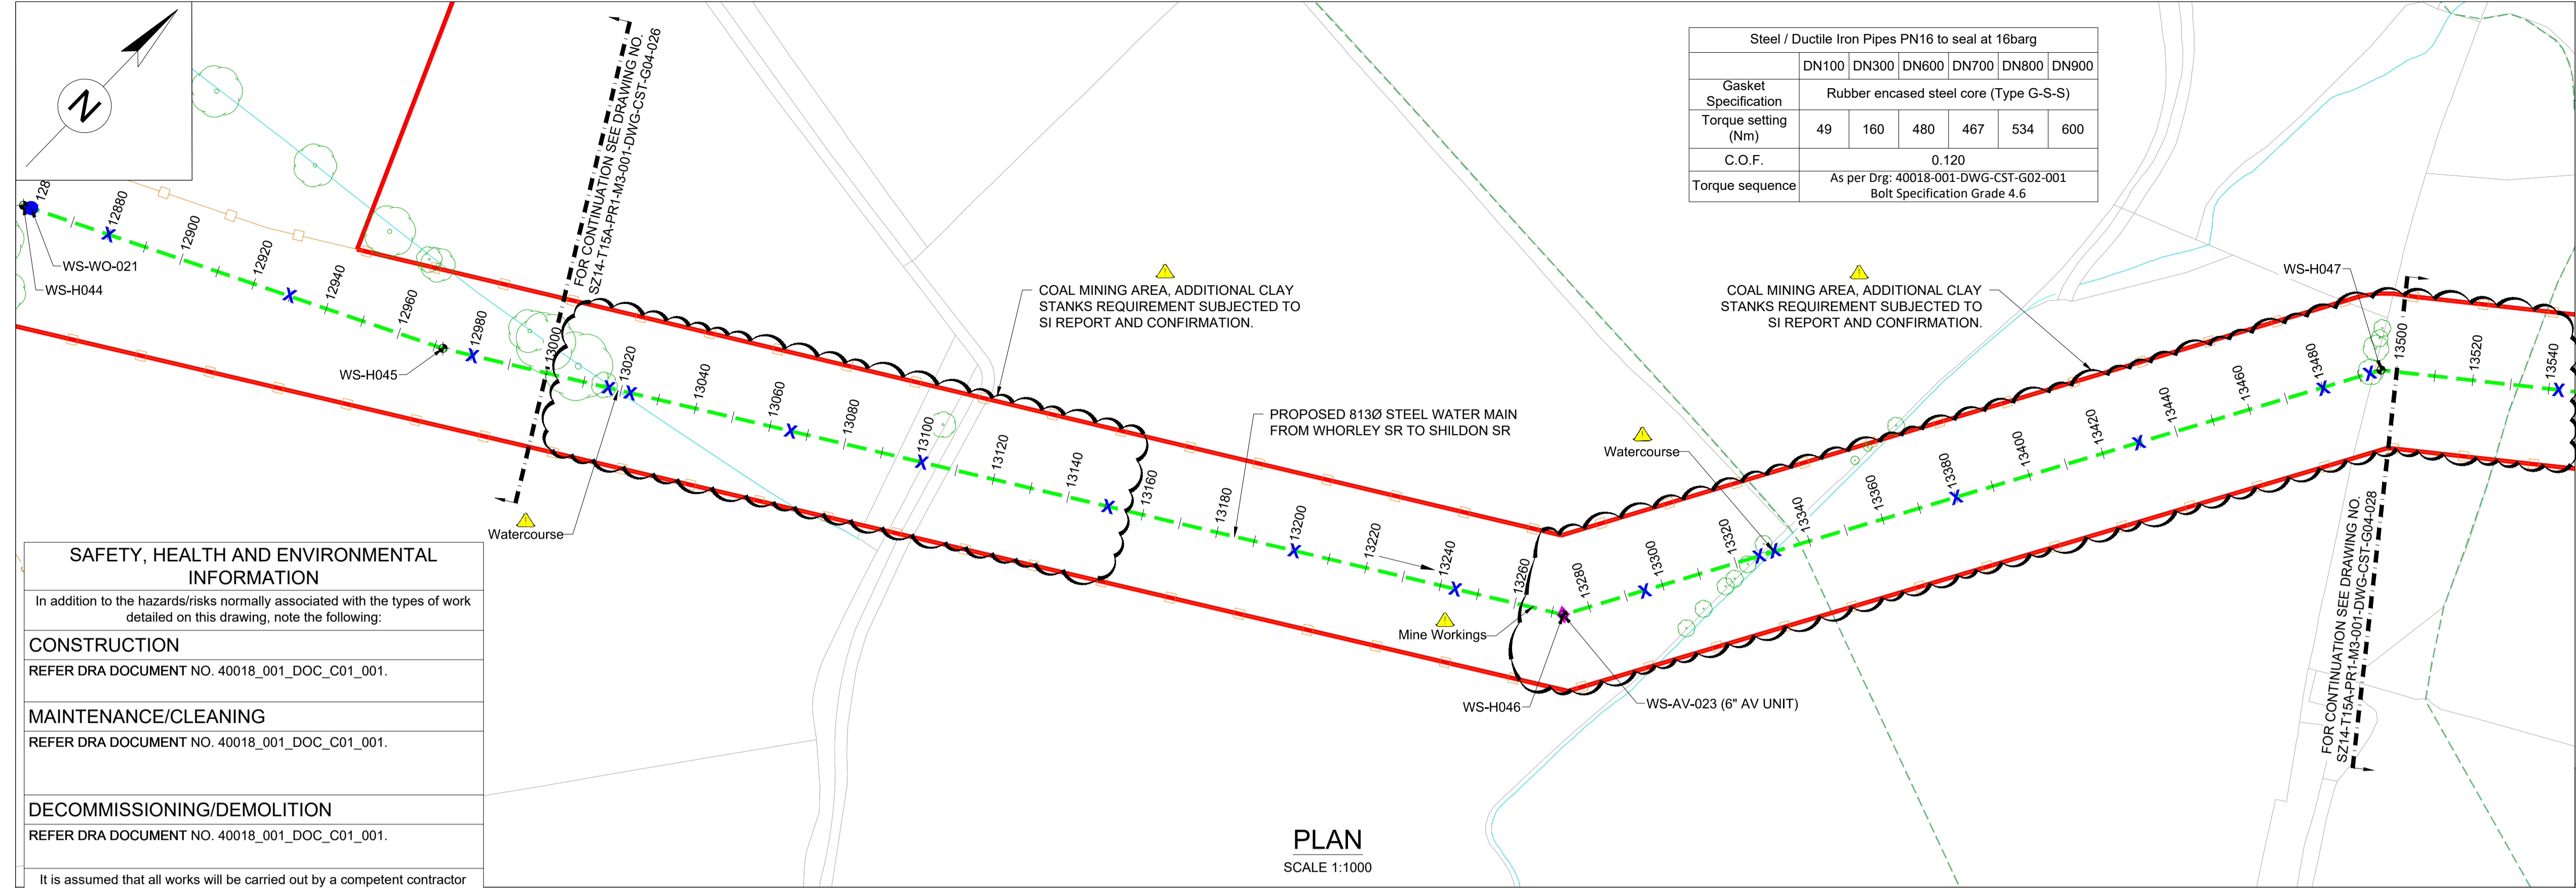 N
FOR CONTINUATION SEE DRAWING NO.
SZ14-T15A-PR1-M3-001-DWG-CST-G04-026
Steel / Ductile Iron Pipes PN16 to seal at 16barg
DN100 DN300 DN600 DN700 DN800 DN900
Gasket
Specification
Rubber encased steel core (Type G-S-S)
Torque setting
(Nm)
49 160 480 467 534 600
C.O.F.
0.120
Torque sequence
As per Drg: 40018-001-DWG-CST-G02-001
Bolt Specification Grade 4.6
128
12880
12900
12920
12940
12960
12980
13000
13020
13040
13060
13080
13100
13120
13140
13160
13180
13200
13220
13240
13260
13280
13300
13320
13340
13360
13380
13400
13420
13440
13460
13480
13500
13520
13540
WS-WO-021
WS-H044
WS-H045
Watercourse
COAL MINING AREA, ADDITIONAL CLAY
STANKS REQUIREMENT SUBJECTED TO
SI REPORT AND CONFIRMATION.
PROPOSED 813Ø STEEL WATER MAIN
FROM WHORLEY SR TO SHILDON SR
COAL MINING AREA, ADDITIONAL CLAY
STANKS REQUIREMENT SUBJECTED TO
SI REPORT AND CONFIRMATION.
Watercourse
WS-H047
Mine Workings
WS-H046
WS-AV-023 (6" AV UNIT)
FOR CONTINUATION SEE DRAWING NO.
SZ14-T15A-PR1-M3-001-DWG-CST-G04-028
SAFETY, HEALTH AND ENVIRONMENTAL
INFORMATION
In addition to the hazards/risks normally associated with the types of work
detailed on this drawing, note the following:
CONSTRUCTION
REFER DRA DOCUMENT NO. 40018_001_DOC_C01_001.
MAINTENANCE/CLEANING
REFER DRA DOCUMENT NO. 40018_001_DOC_C01_001.
DECOMMISSIONING/DEMOLITION
REFER DRA DOCUMENT NO. 40018_001_DOC_C01_001.
It is assumed that all works will be carried out by a competent contractor
PLAN
SCALE 1:1000